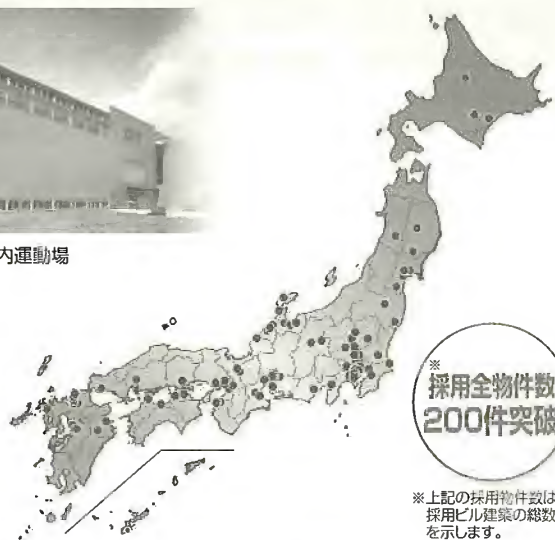 内運動場
※
採用全物件数
200件突破
※上記の採用物件数は
採用ビル建築の総数
を示します。